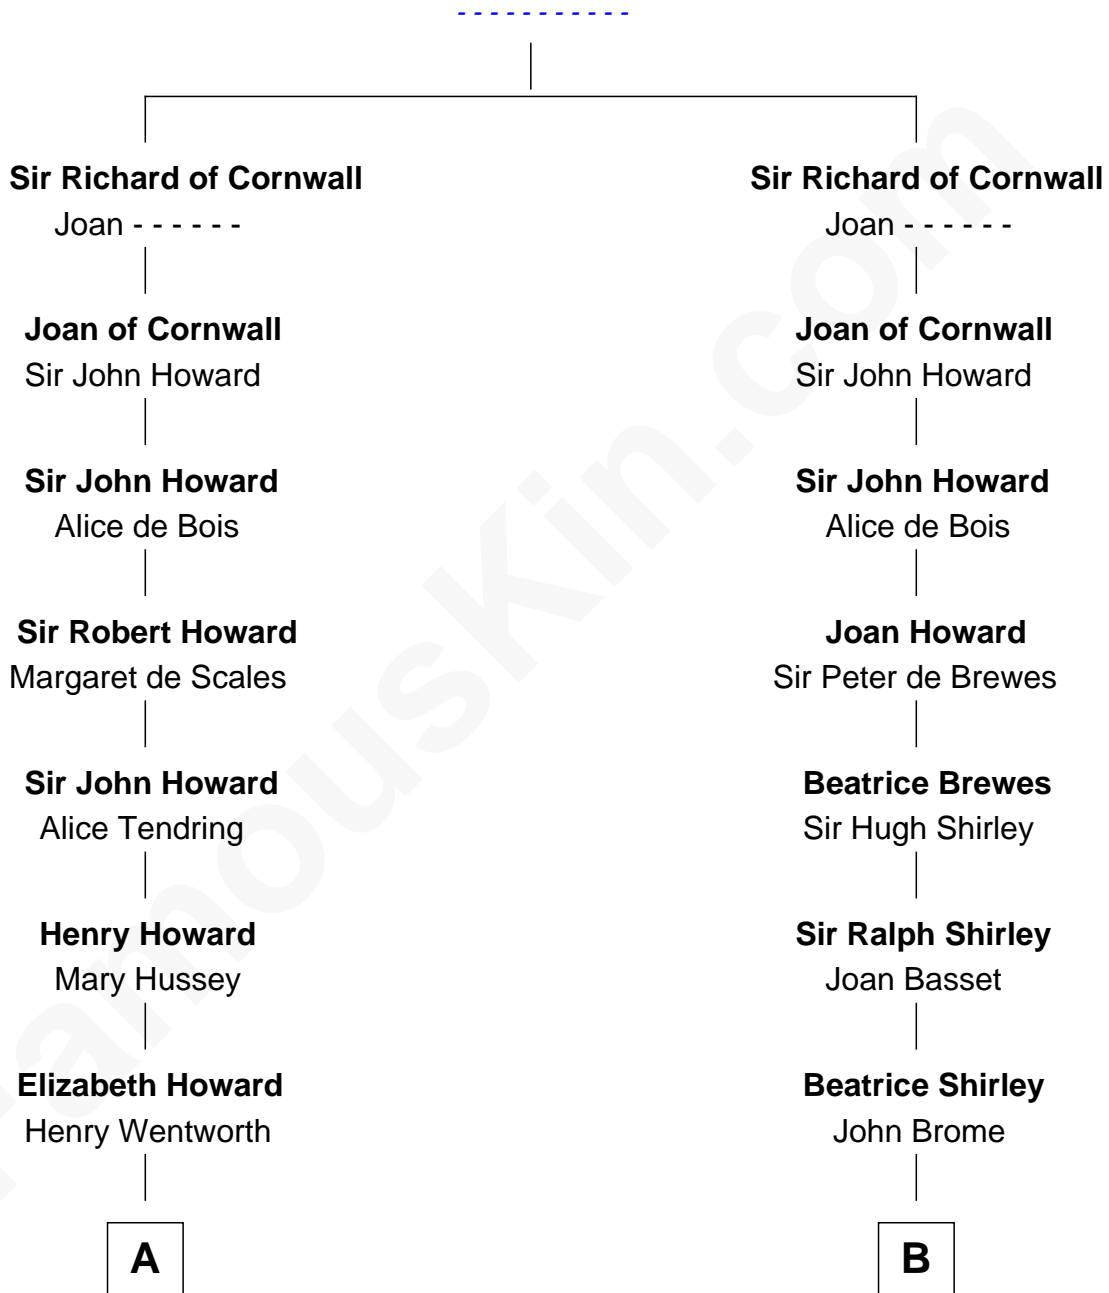 - - - - - - - - - - -
Sir Richard of Cornwall
Joan - - - - - -
Joan of Cornwall
Sir John Howard
Sir John Howard
Alice de Bois
Sir Robert Howard
Margaret de Scales
Sir John Howard
Alice Tendring
Henry Howard
Mary Hussey
Elizabeth Howard
Henry Wentworth
A
Sir Richard of Cornwall
Joan - - - - - -
Joan of Cornwall
Sir John Howard
Sir John Howard
Alice de Bois
Joan Howard
Sir Peter de Brewes
Beatrice Brewes
Sir Hugh Shirley
Sir Ralph Shirley
Joan Basset
Beatrice Shirley
John Brome
B
FamousKin.com